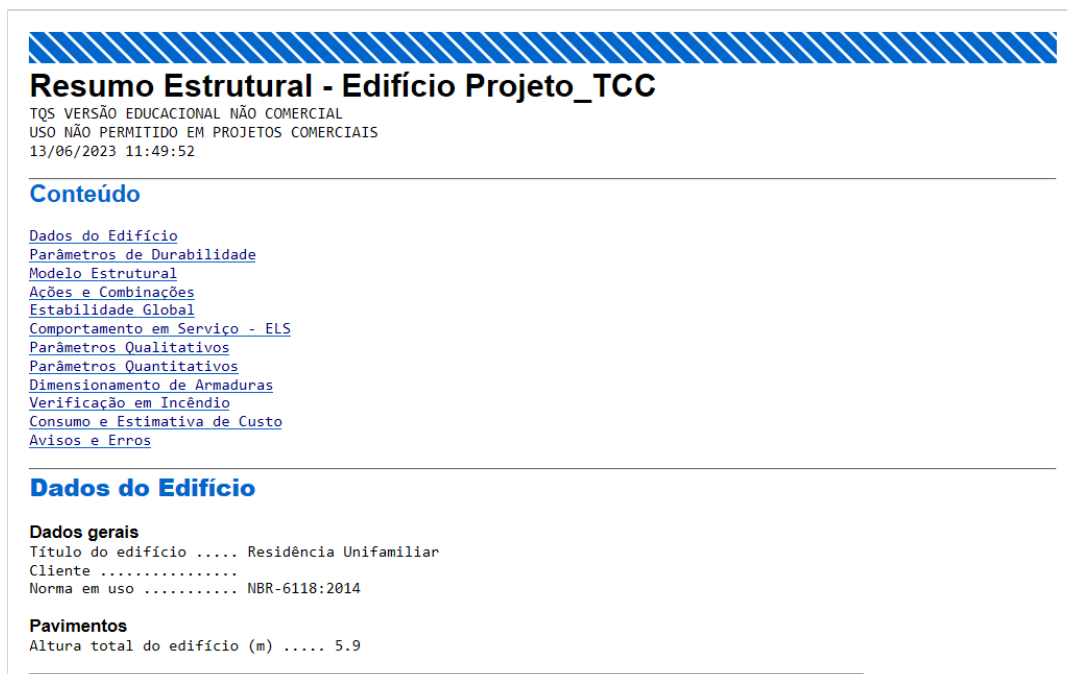 Resumo Estrutural - Edifício Projeto_TCC
TQS VERSÃO EDUCACIONAL NÃO COMERCIAL
USO NÃO PERMITIDO EM PROJETOS COMERCIAIS
13/06/2023 11:49:52
Conteúdo
Dados do Edifício
Parâmetros de Durabilidade
Modelo Estrutural
Ações e Combinações
Estabilidade Global
Comportamento em Serviço - ELS
Parâmetros Qualitativos
Parâmetros Quantitativos
Dimensionamento de Armaduras
Verificação em Incêndio
Consumo e Estimativa de Custo
Avisos e Erros
Dados do Edifício
Dados gerais
Título do edifício ..... Residência Unifamiliar
Cliente ................
Norma em uso ........... NBR-6118:2014
Pavimentos
Altura total do edifício (m) ..... 5.9